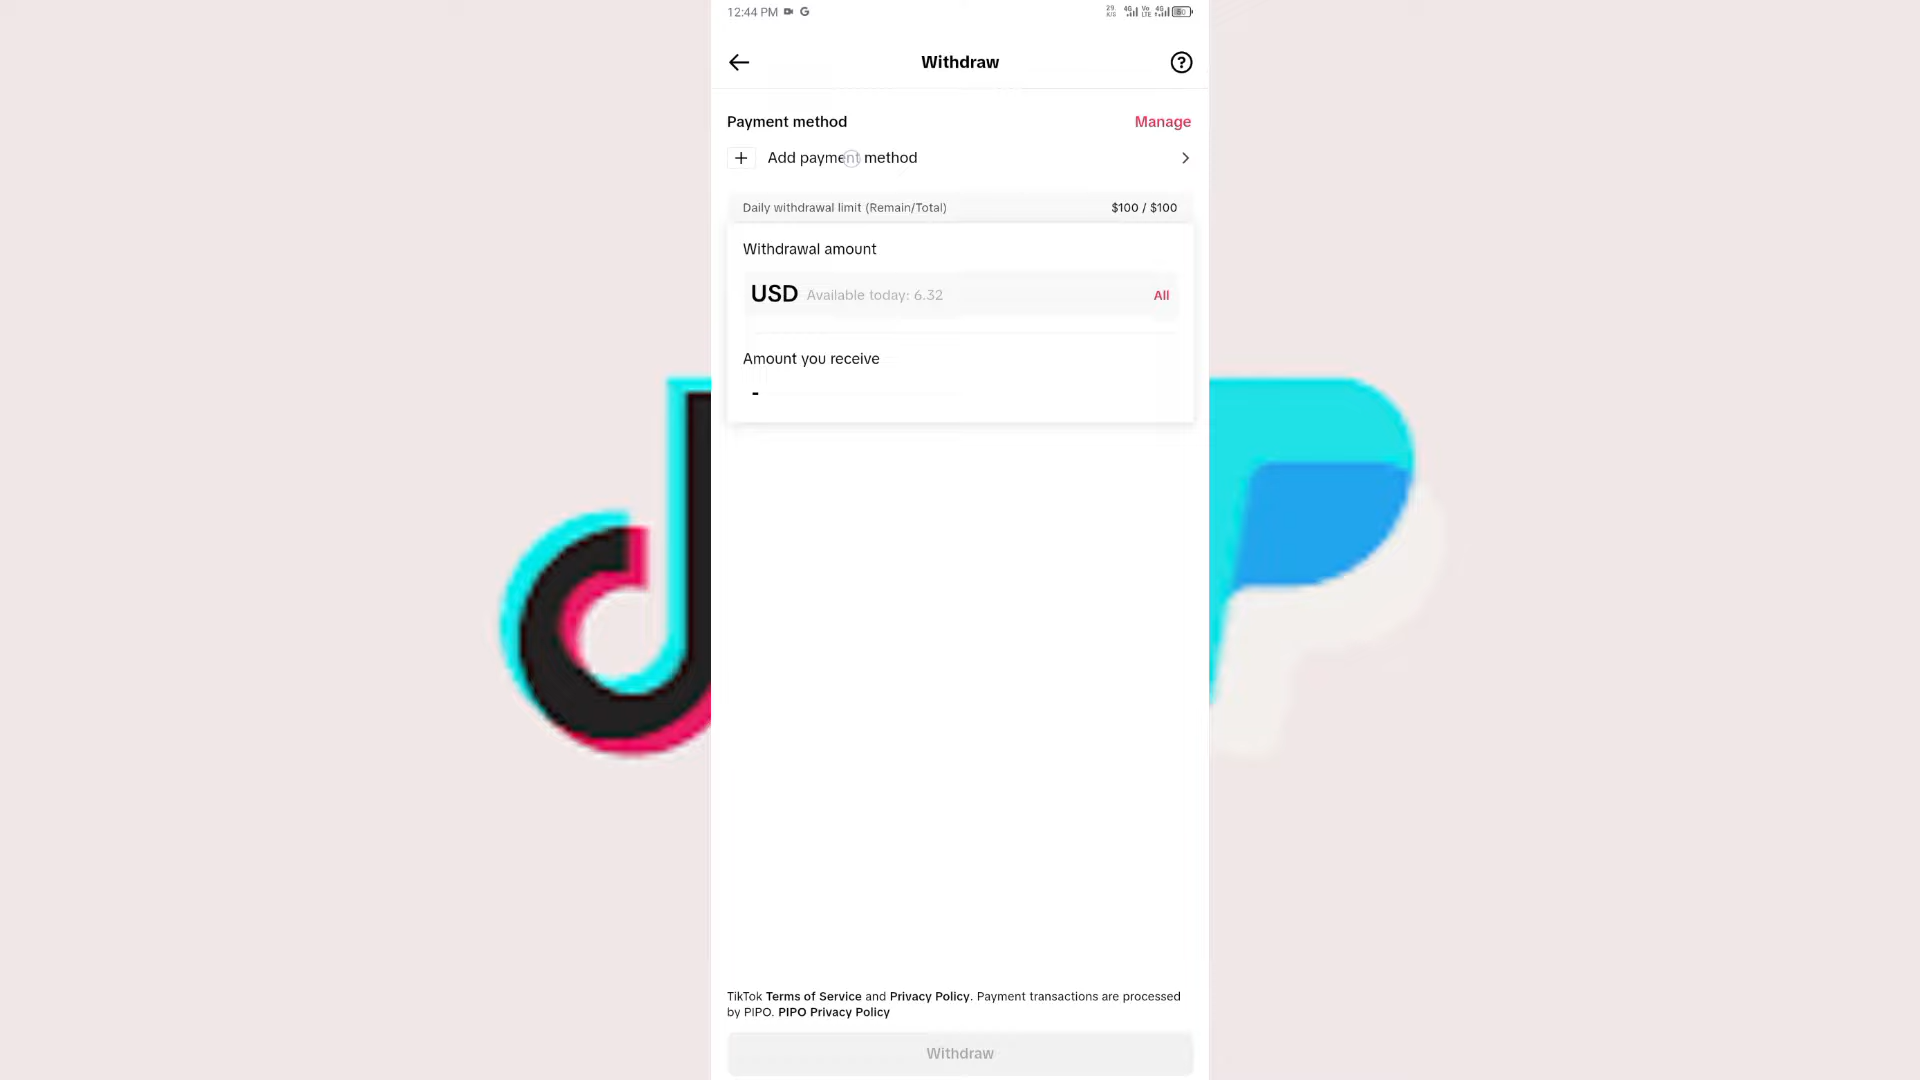 12:44 PM
Withdraw
Payment method Manage
Add payment method
Daily withdrawal limit (Remain/Total) $100 / $100
Withdrawal amount
USD Available today: 6.32 All
Amount you receive
-
TikTok Terms of Service and Privacy Policy. Payment transactions are processed
by PIPO. PIPO Privacy Policy
Withdraw